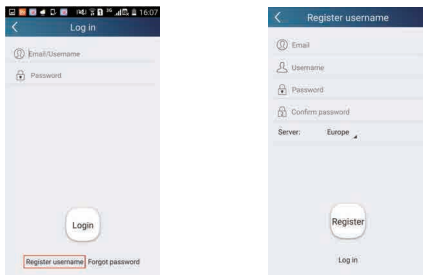 16:07
Log in
Email/Username
Password
Login
Register username Forgot password
Register username
Email
Username
Password
Confirm password
Server: Europe
Register
Log in